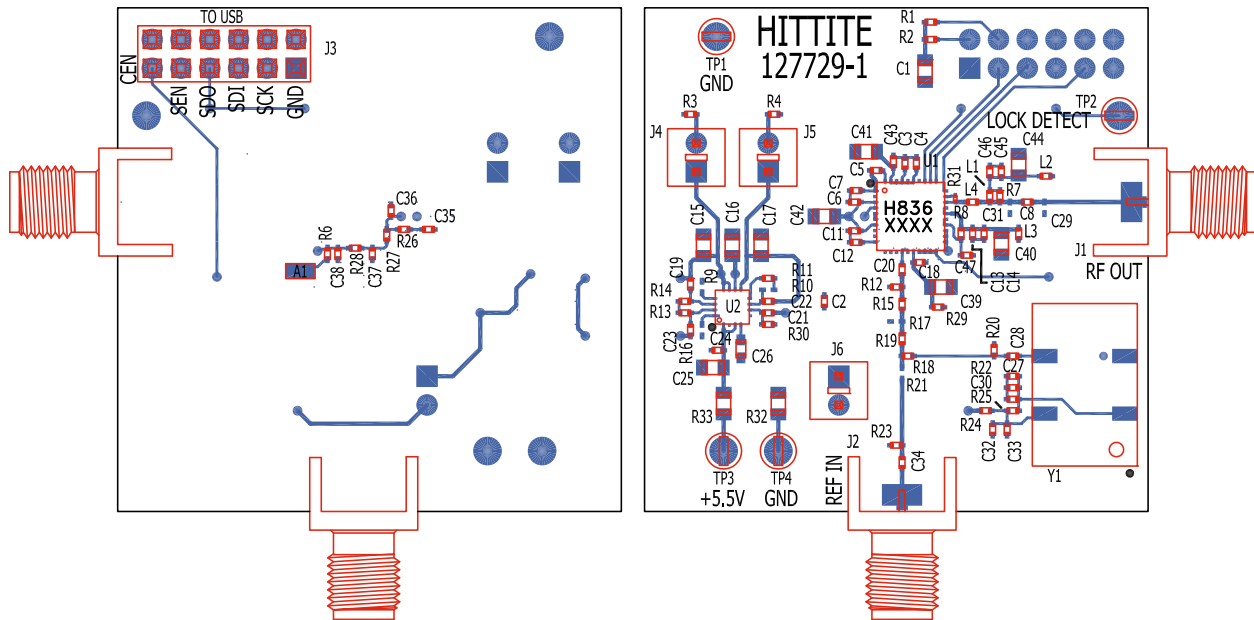 TO USB
J3
CEN
SEN
SDO
SDI
SCK
GND
C36
C35
R26
R27
R6
C38
R28
C37
A1
TP1
GND
HITTITE
127729-1
R1
R2
C1
TP2
LOCK DETECT
R3
R4
J4
J5
C41
C43
C3
C4
U1
C5
C7
C6
C42
C11
C12
H836
XXXX
R31
L1
C46
C45
C44
L2
L4
R7
R8
C31
C8
C29
L3
C40
C47
C13
C14
J1
RF OUT
C15
C16
C17
C19
R9
R11
R10
R14
R13
U2
C22
C21
R30
C2
C23
R16
C24
C25
C26
C20
C18
R12
R15
C39
R29
R17
R19
R18
R21
R20
C28
R22
C27
C30
R25
R24
C32
C33
Y1
J6
R33
R32
TP3
+5.5V
TP4
GND
REF IN
J2
R23
C34